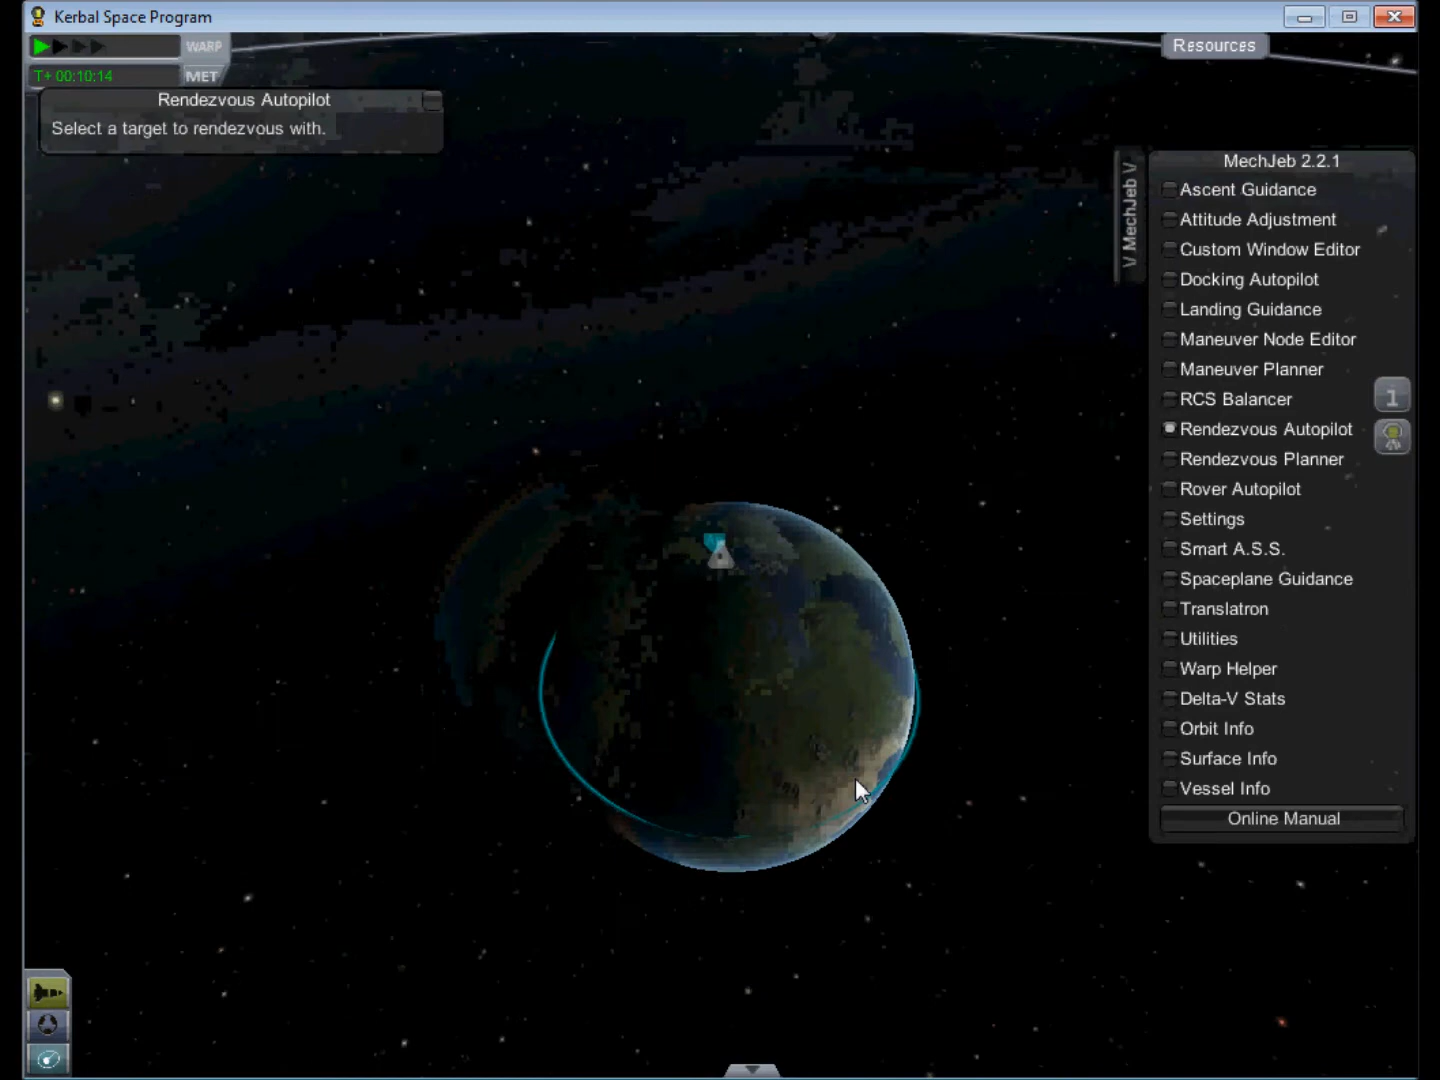 Kerbal Space Program
WARP
Resources
T+ 00:10:14
MET
Rendezvous Autopilot
Select a target to rendezvous with.
V MechJeb V
MechJeb 2.2.1
Ascent Guidance
Attitude Adjustment
Custom Window Editor
Docking Autopilot
Landing Guidance
Maneuver Node Editor
Maneuver Planner
RCS Balancer
Rendezvous Autopilot
Rendezvous Planner
Rover Autopilot
Settings
Smart A.S.S.
Spaceplane Guidance
Translatron
Utilities
Warp Helper
Delta-V Stats
Orbit Info
Surface Info
Vessel Info
Online Manual